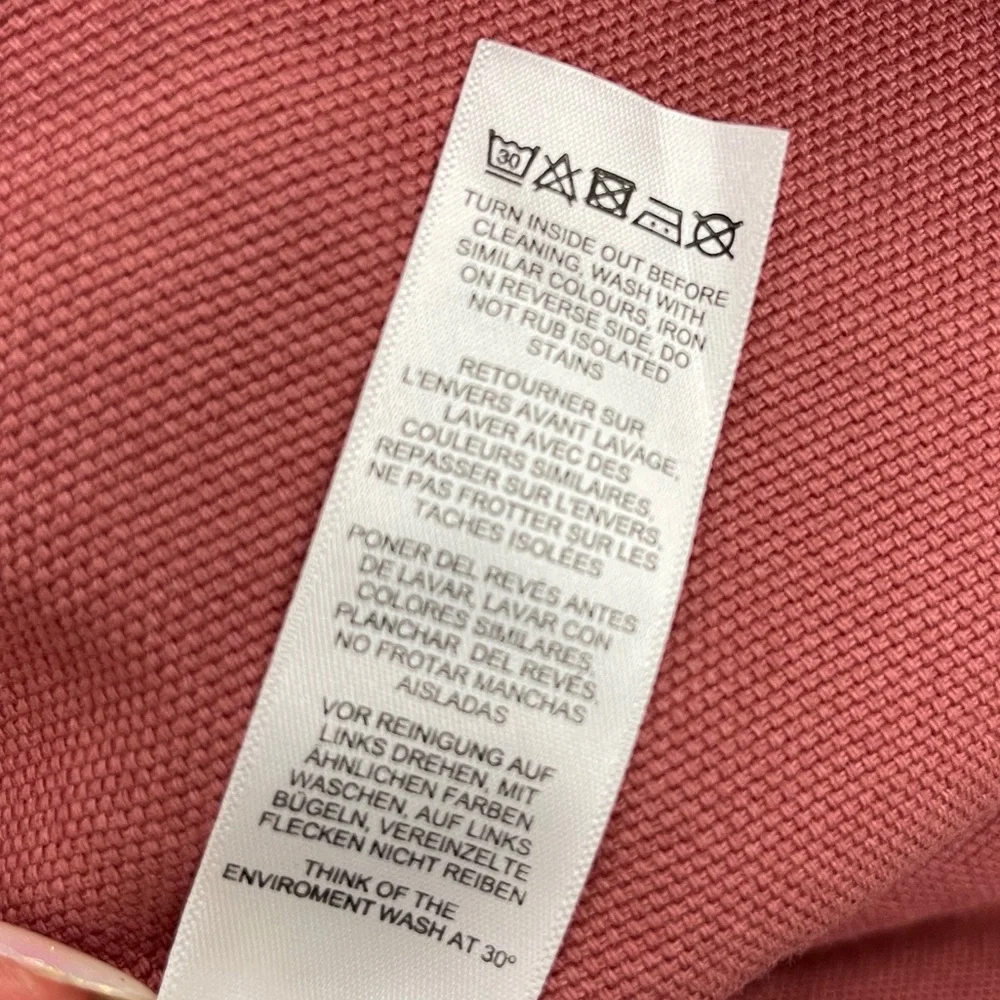 30
TURN INSIDE OUT BEFORE
CLEANING, WASH WITH
SIMILAR COLOURS, IRON
ON REVERSE SIDE, DO
NOT RUB ISOLATED
STAINS
RETOURNER SUR
L'ENVERS AVANT LAVAGE,
LAVER AVEC DES
COULEURS SIMILAIRES,
REPASSER SUR L'ENVERS,
NE PAS FROTTER SUR LES
TACHES ISOLÉES
PONER DEL REVÉS ANTES
DE LAVAR, LAVAR CON
COLORES SIMILARES,
PLANCHAR DEL REVÉS,
NO FROTAR MANCHAS
AISLADAS
VOR REINIGUNG AUF
LINKS DREHEN, MIT
ÄHNLICHEN FARBEN
WASCHEN, AUF LINKS
BÜGELN, VEREINZELTE
FLECKEN NICHT REIBEN
THINK OF THE
ENVIROMENT WASH AT 30°